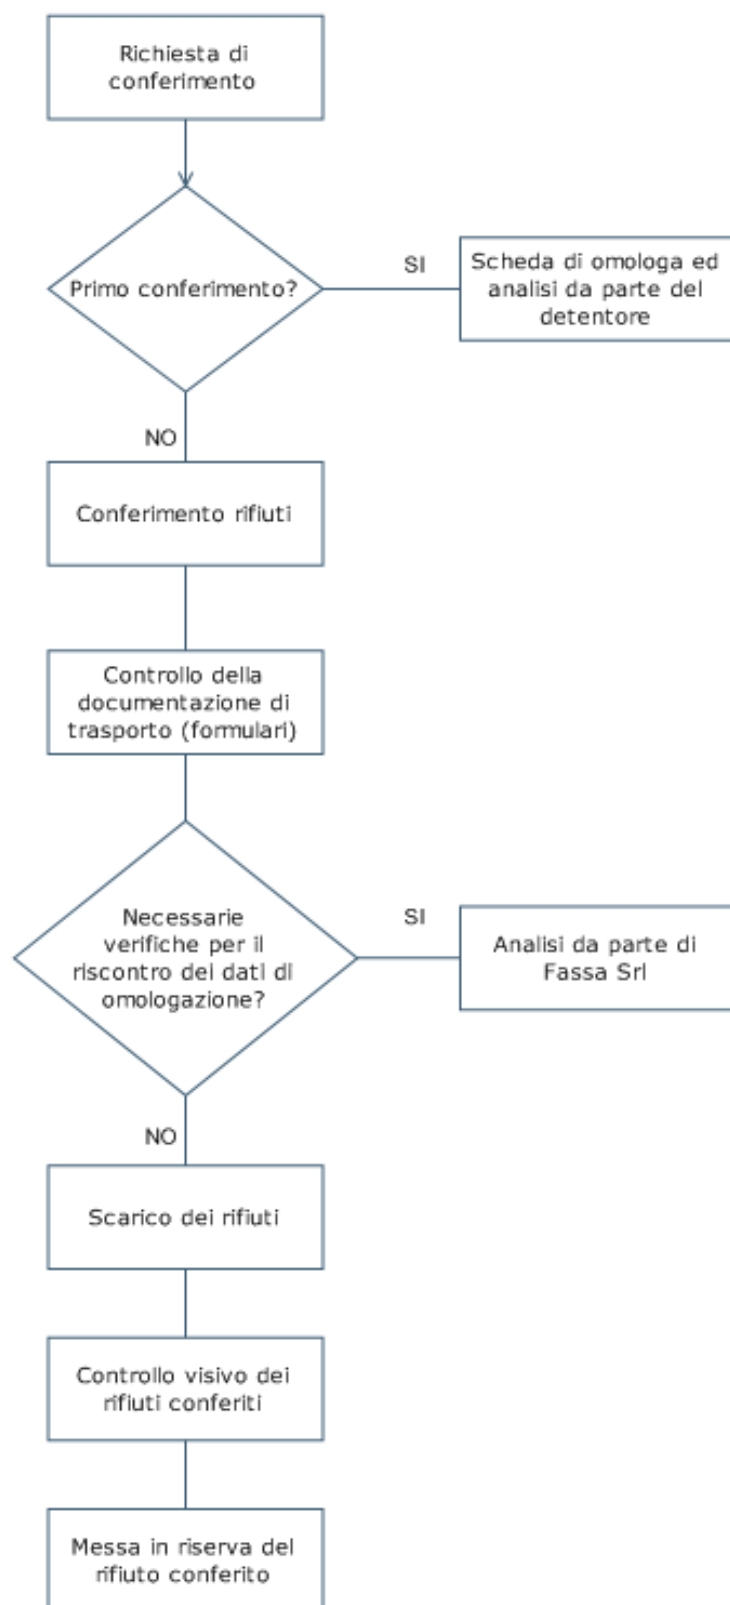 Richiesta di
conferimento
Primo conferimento?
SI
Scheda di omologa ed
analisi da parte del
detentore
NO
Conferimento rifiuti
Controllo della
documentazione di
trasporto (formulari)
Necessarie
verifiche per il
riscontro dei dati di
omologazione?
SI
Analisi da parte di
Fassa Srl
NO
Scarico dei rifiuti
Controllo visivo dei
rifiuti conferiti
Messa in riserva del
rifiuto conferito